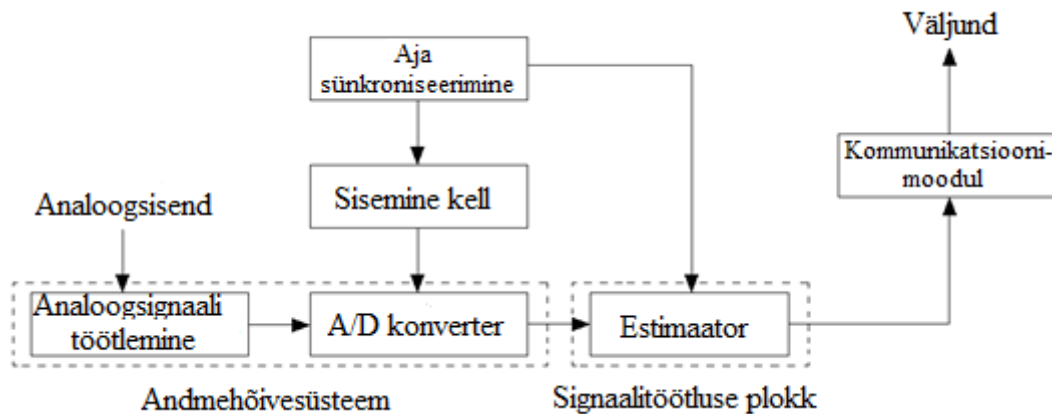 Väljund
Aja
sünkroniseerimine
Kommunikatsiooni-
moodul
Sisemine kell
Analoogsisend
Analoogsignaali
töötlemine
A/D konverter
Estimaator
Andmehõivesüsteem
Signaalitöötluse plokk